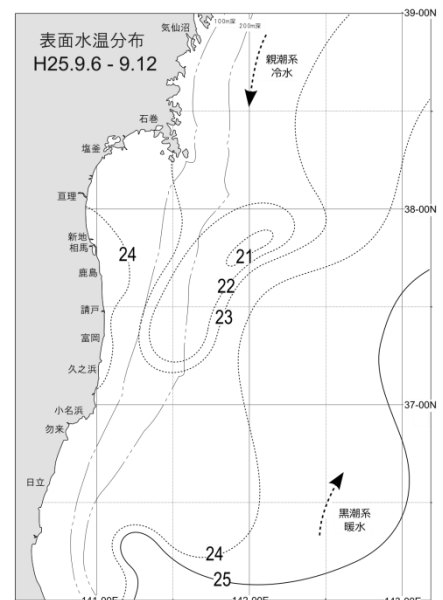 表面水温分布
H25.9.6 - 9.12
気仙沼
100m深
200m深
39-00N
親潮系
冷水
石巻
塩釜
亘理
38-00N
新地
相馬
鹿島
請戸
富岡
久之浜
24
21
22
23
小名浜
勿来
37-00N
日立
黒潮系
暖水
24
25